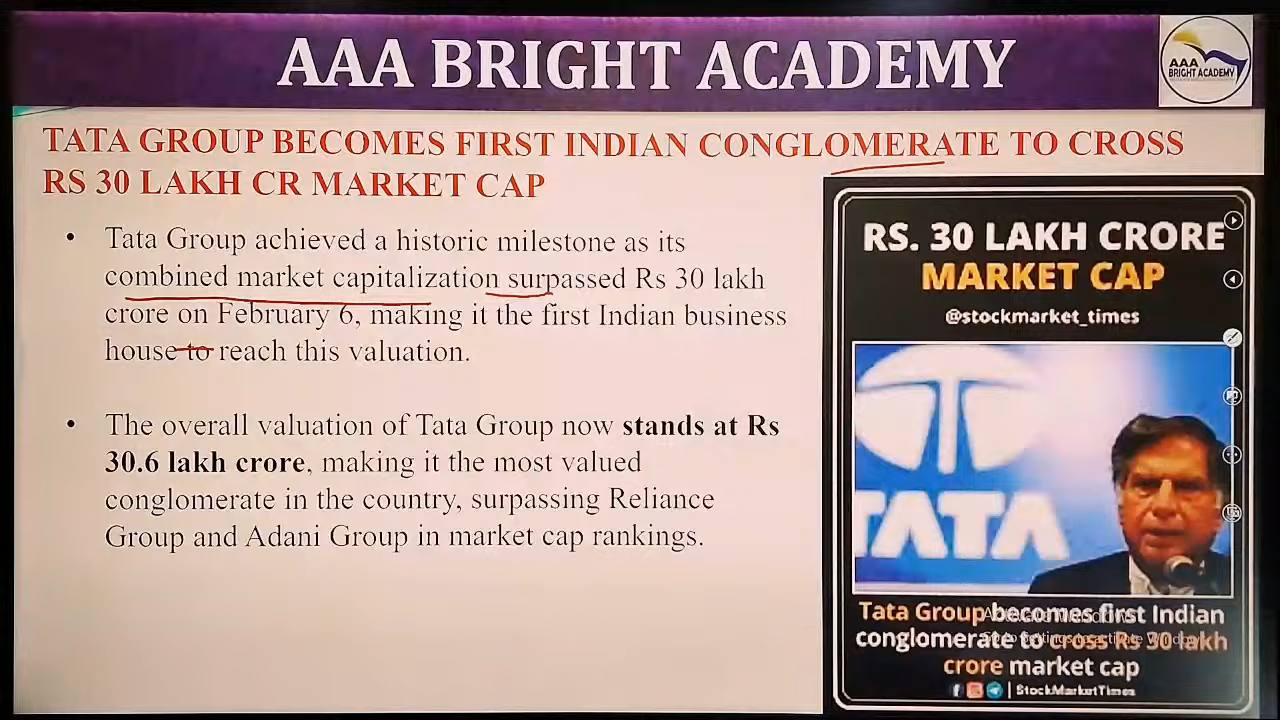 AAA BRIGHT ACADEMY
AAA
BRIGHT ACADEMY
TATA GROUP BECOMES FIRST INDIAN CONGLOMERATE TO CROSS
RS 30 LAKH CR MARKET CAP
• Tata Group achieved a historic milestone as its
combined market capitalization surpassed Rs 30 lakh
crore on February 6, making it the first Indian business
house to reach this valuation.
• The overall valuation of Tata Group now stands at Rs
30.6 lakh crore, making it the most valued
conglomerate in the country, surpassing Reliance
Group and Adani Group in market cap rankings.
RS. 30 LAKH CRORE
MARKET CAP
@stockmarket_times
TATA
Tata Group becomes first Indian
conglomerate to cross Rs 30 lakh
crore market cap
| StockMarketTimes